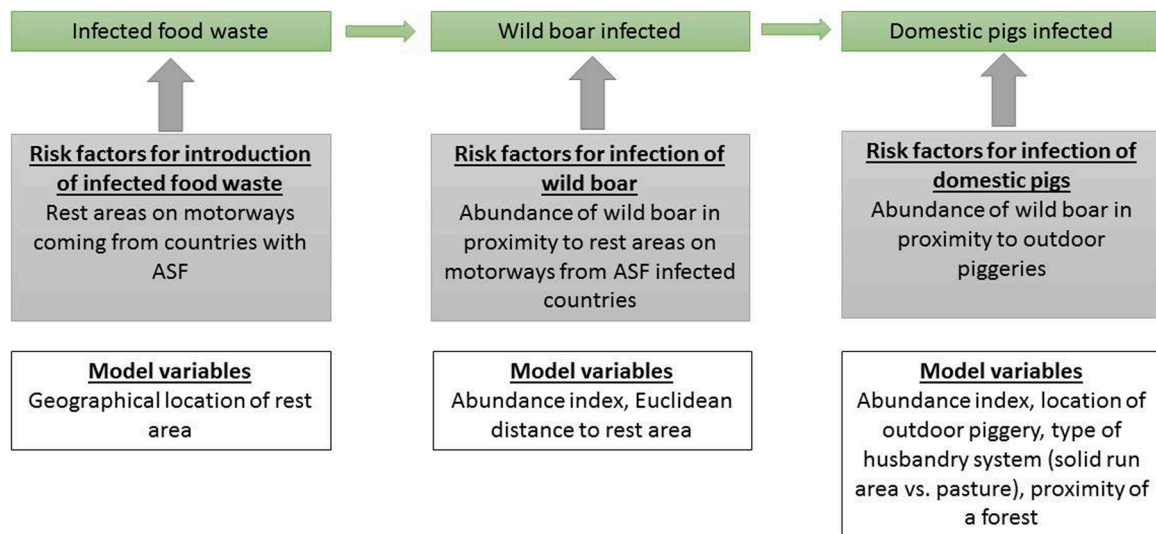 Infected food waste
Wild boar infected
Domestic pigs infected
Risk factors for introduction
of infected food waste
Rest areas on motorways
coming from countries with
ASF
Risk factors for infection of
wild boar
Abundance of wild boar in
proximity to rest areas on
motorways from ASF infected
countries
Risk factors for infection of
domestic pigs
Abundance of wild boar in
proximity to outdoor
piggeries
Model variables
Geographical location of rest
area
Model variables
Abundance index, Euclidean
distance to rest area
Model variables
Abundance index, location of
outdoor piggery, type of
husbandry system (solid run
area vs. pasture), proximity of
a forest